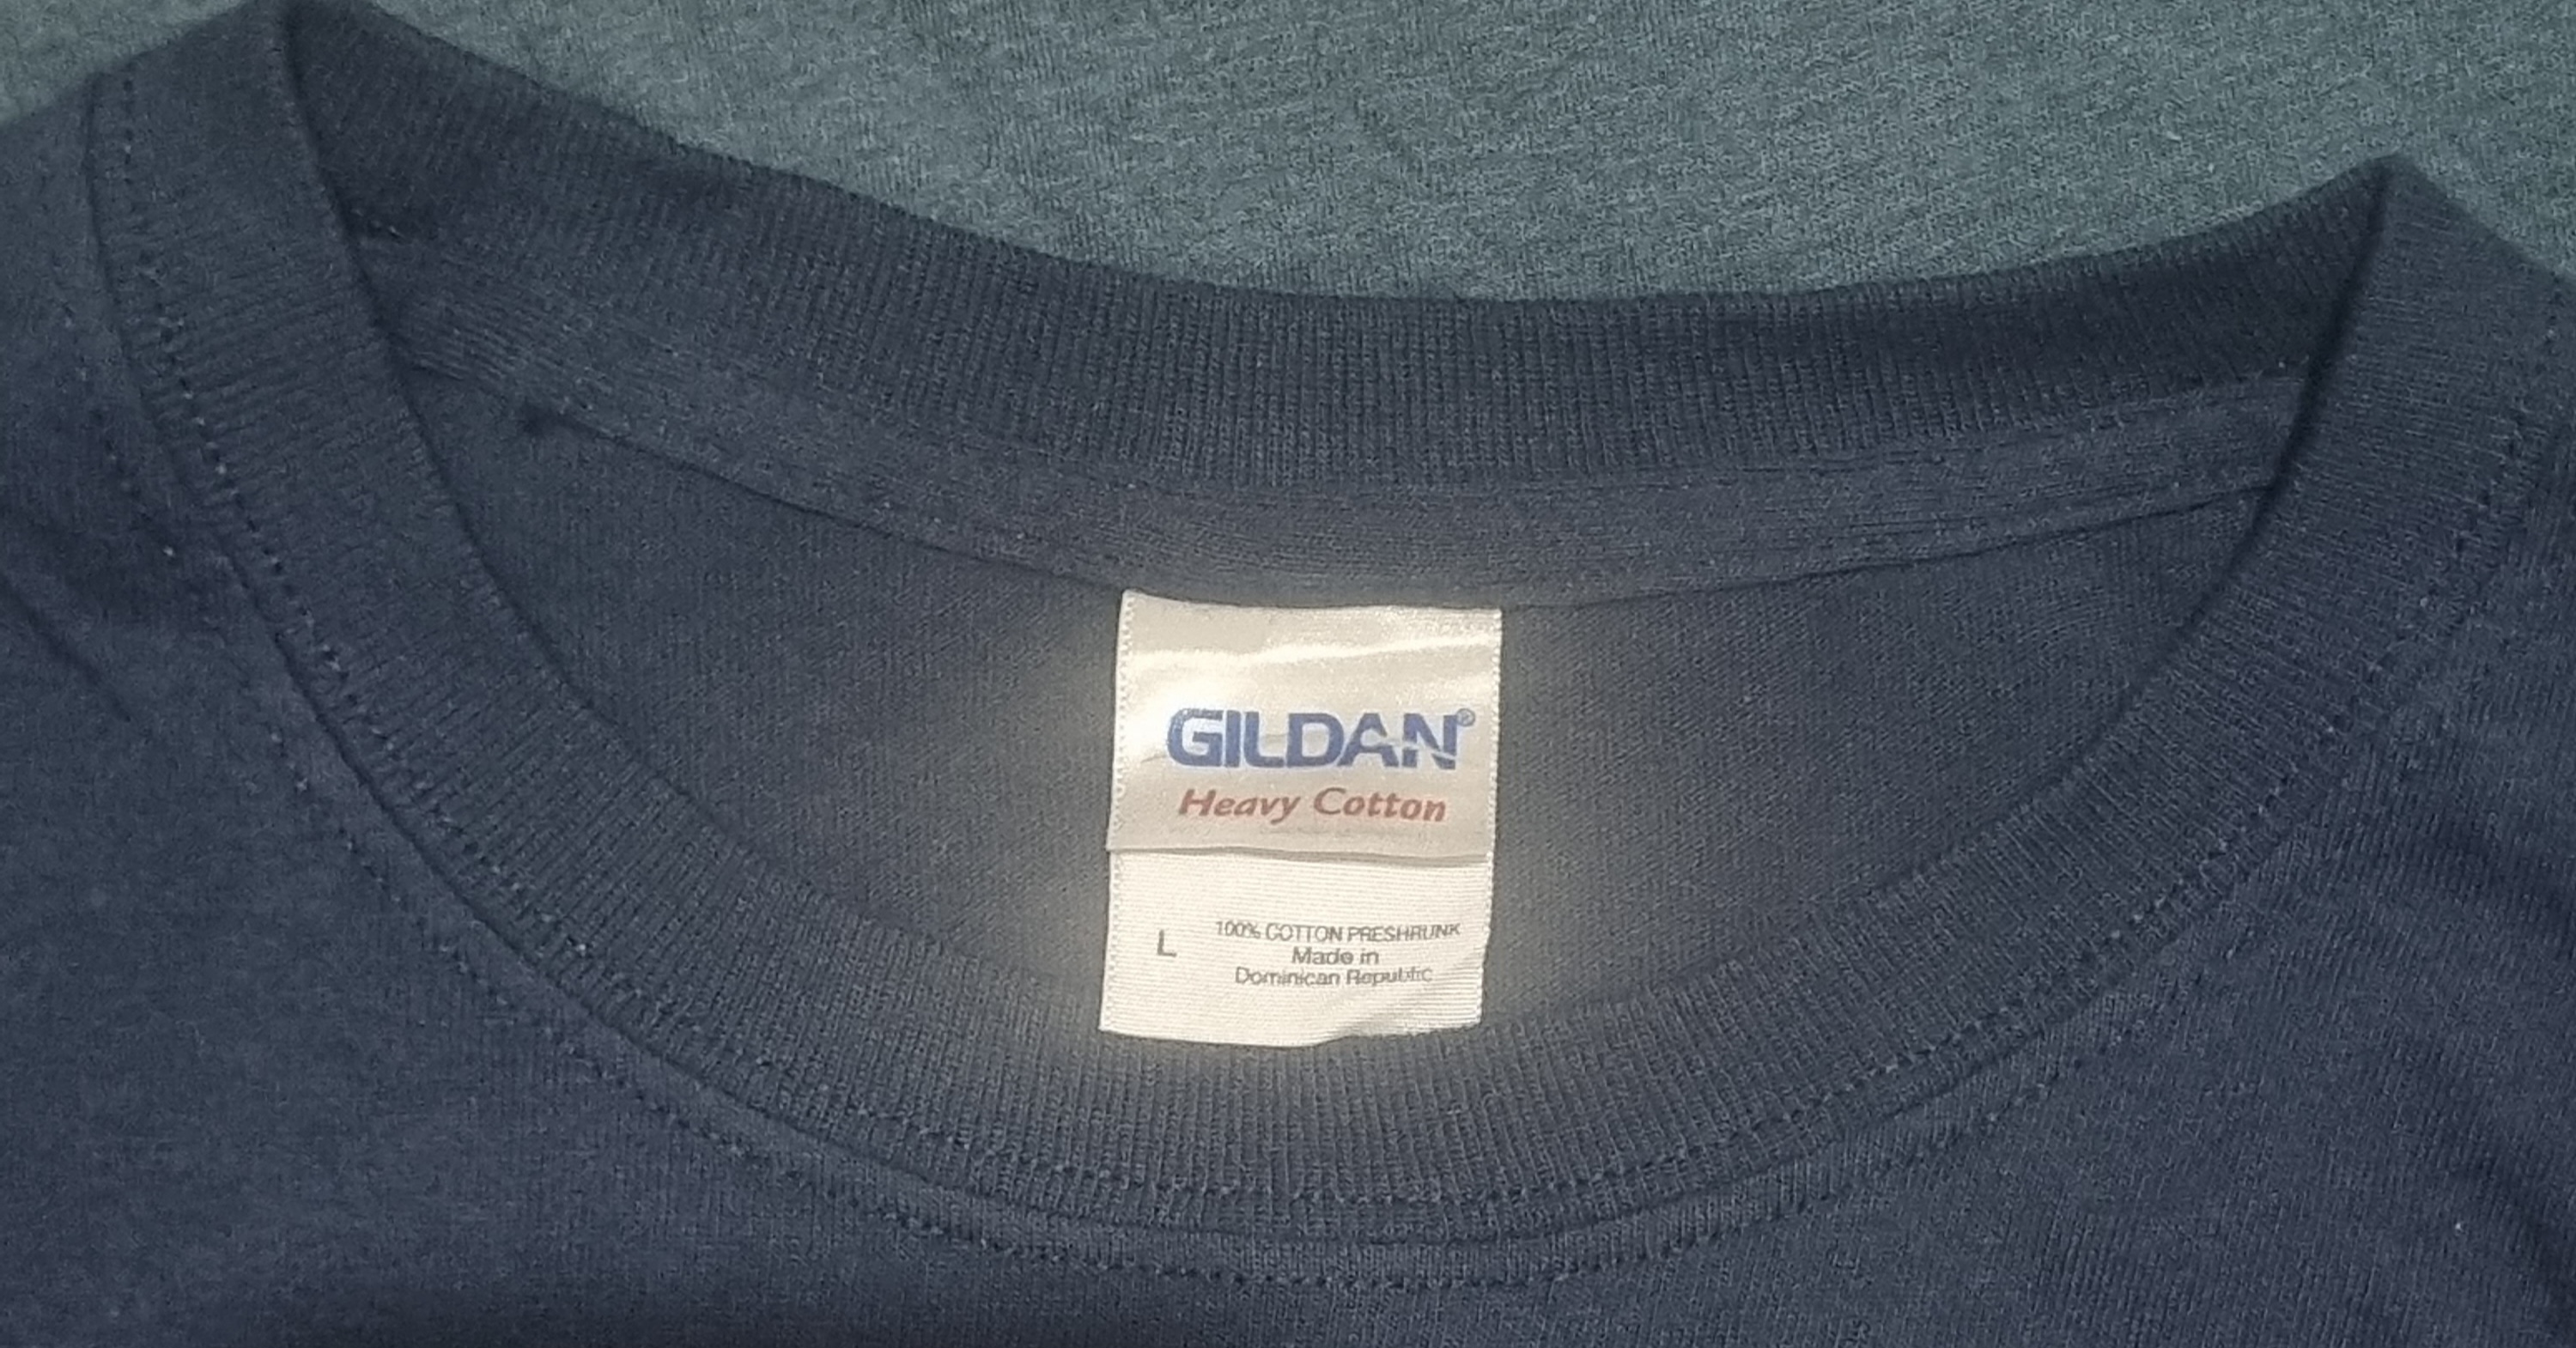 GILDAN®
Heavy Cotton
L
100% COTTON PRESHRUNK
Made in
Dominican Republic